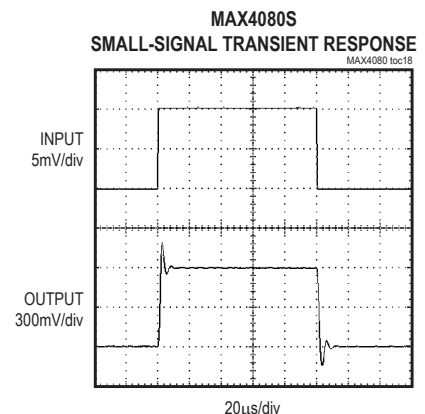 MAX4080S
SMALL-SIGNAL TRANSIENT RESPONSE
MAX4080 toc18
INPUT
5mV/div
OUTPUT
300mV/div
20µs/div